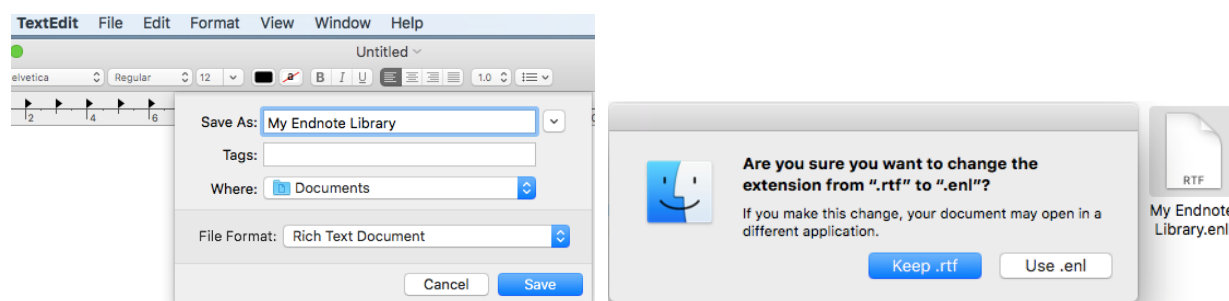 TextEdit File Edit Format View Window Help
Untitled
elvetica Regular 12 a B I U 1.0
2 4 6
Save As: My Endnote Library
Tags:
Where: Documents
File Format: Rich Text Document
Cancel Save
Are you sure you want to change the
extension from “.rtf” to “.enl”?
If you make this change, your document may open in a
different application.
Keep .rtf Use .enl
RTF
My Endnote
Library.enl